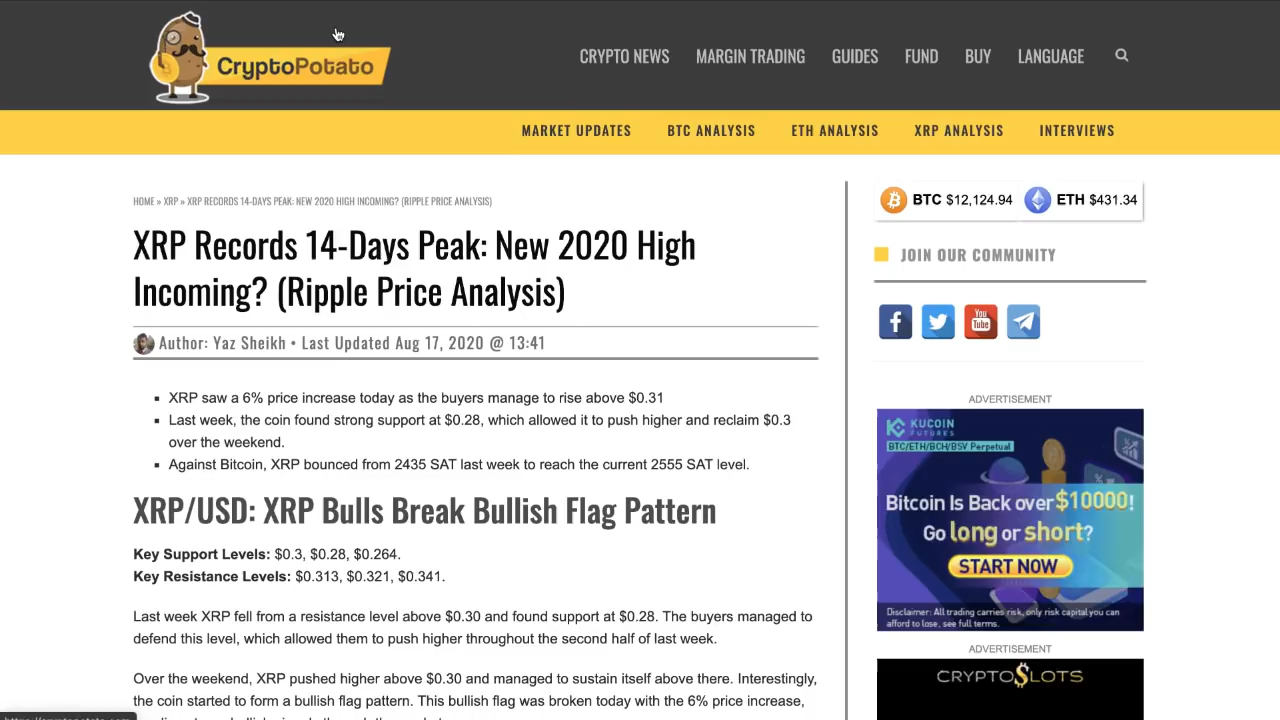 CryptoPotato
CRYPTO NEWS MARGIN TRADING GUIDES FUND BUY LANGUAGE
MARKET UPDATES BTC ANALYSIS ETH ANALYSIS XRP ANALYSIS INTERVIEWS
HOME » XRP » XRP RECORDS 14-DAYS PEAK: NEW 2020 HIGH INCOMING? (RIPPLE PRICE ANALYSIS)
XRP Records 14-Days Peak: New 2020 High
Incoming? (Ripple Price Analysis)
Author: Yaz Sheikh • Last Updated Aug 17, 2020 @ 13:41
XRP saw a 6% price increase today as the buyers manage to rise above $0.31
Last week, the coin found strong support at $0.28, which allowed it to push higher and reclaim $0.3
over the weekend.
Against Bitcoin, XRP bounced from 2435 SAT last week to reach the current 2555 SAT level.
XRP/USD: XRP Bulls Break Bullish Flag Pattern
Key Support Levels: $0.3, $0.28, $0.264.
Key Resistance Levels: $0.313, $0.321, $0.341.
Last week XRP fell from a resistance level above $0.30 and found support at $0.28. The buyers managed to
defend this level, which allowed them to push higher throughout the second half of last week.
Over the weekend, XRP pushed higher above $0.30 and managed to sustain itself above there. Interestingly,
the coin started to form a bullish flag pattern. This bullish flag was broken today with the 6% price increase,
BTC $12,124.94 ETH $431.34
JOIN OUR COMMUNITY
You
Tube
ADVERTISEMENT
KUCOIN
FUTURES
BTC/ETH/BCH/BSV Perpetual
Bitcoin Is Back over $10000!
Go long or short?
START NOW
Disclaimer: All trading carries risk, only risk capital you can
afford to lose, see full terms.
ADVERTISEMENT
CRYPTO$LOTS